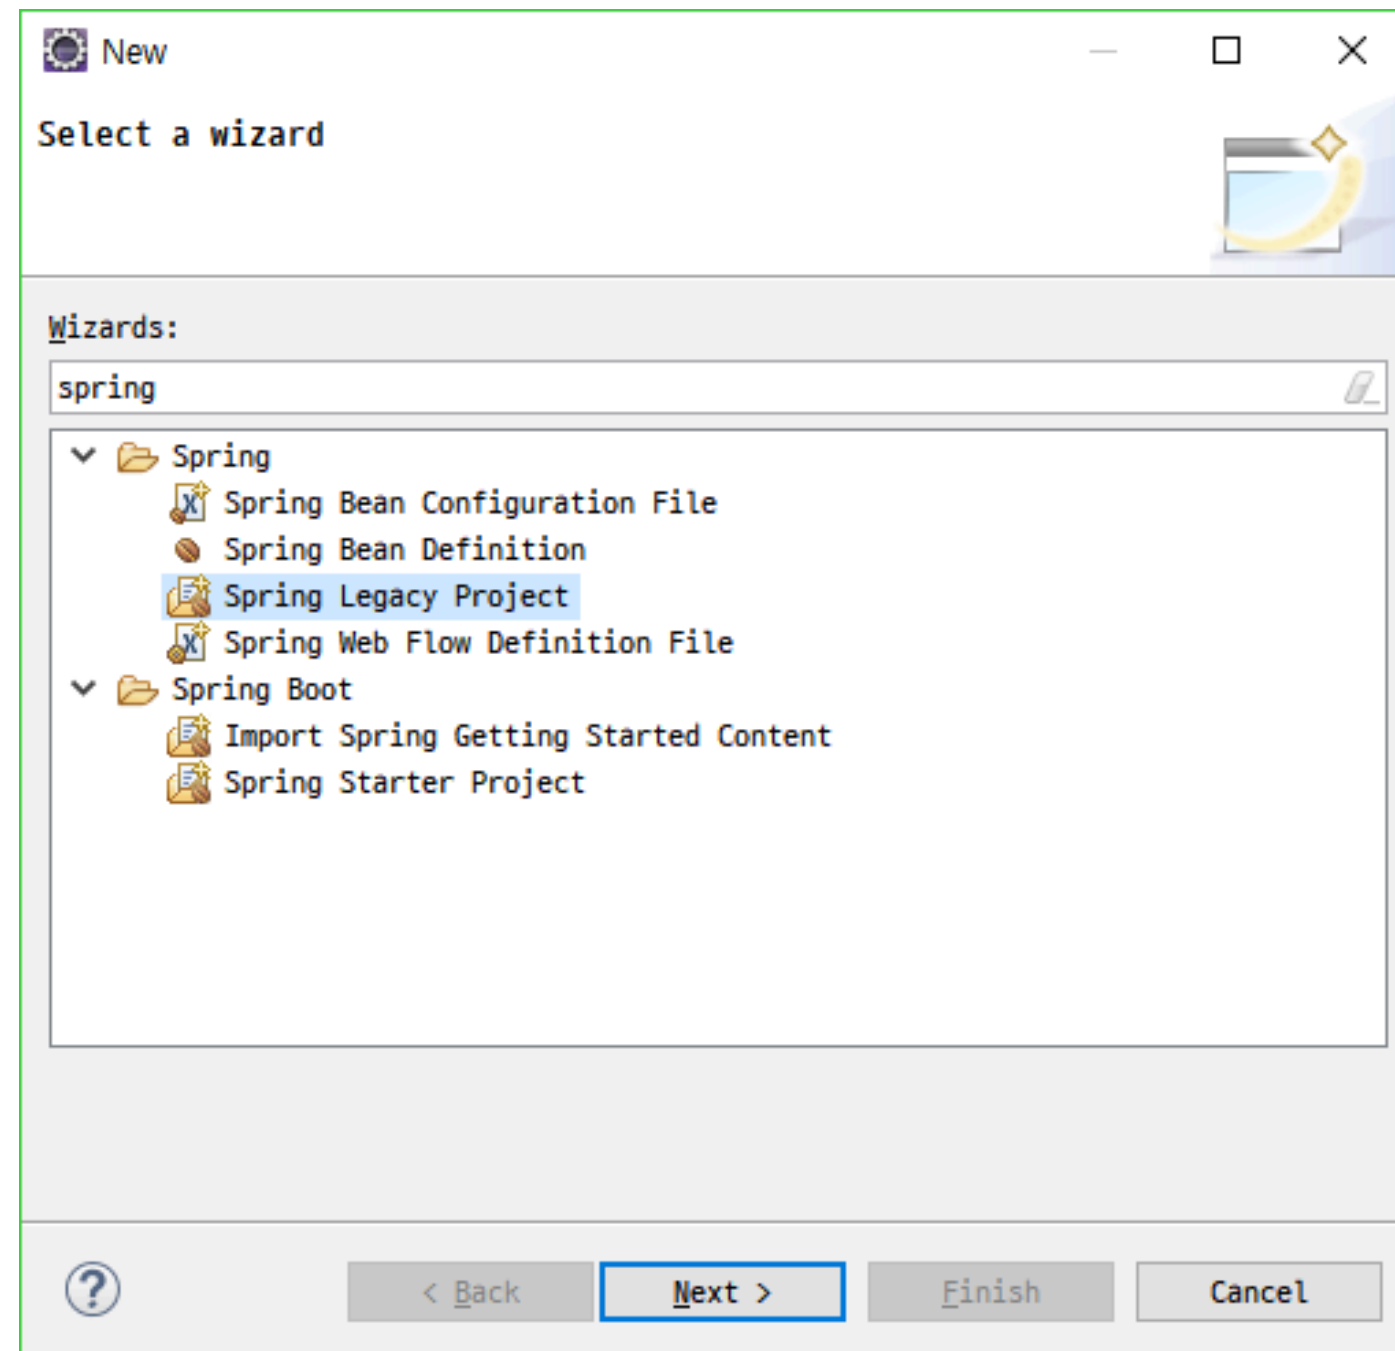 New
Select a wizard
Wizards:
spring
Spring
Spring Bean Configuration File
Spring Bean Definition
Spring Legacy Project
Spring Web Flow Definition File
Spring Boot
Import Spring Getting Started Content
Spring Starter Project
? < Back Next > Finish Cancel